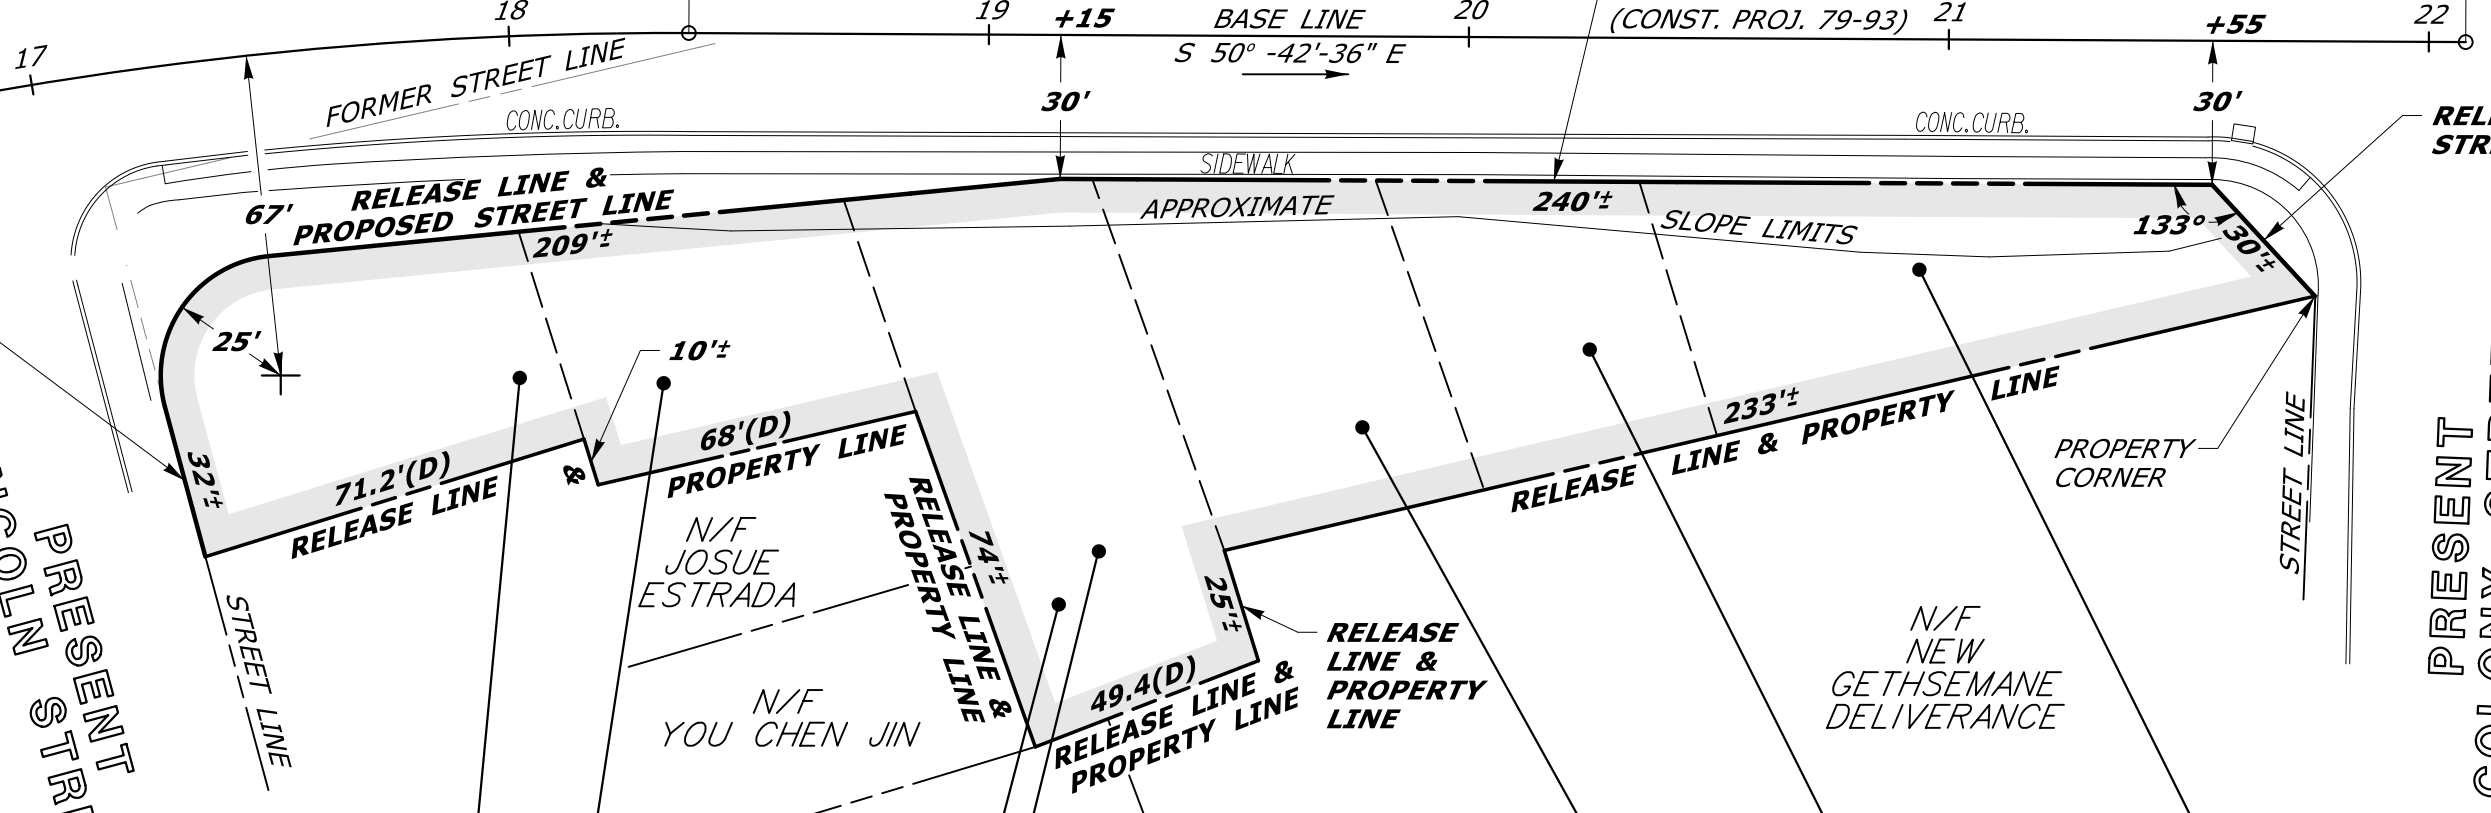 17
18
19
+15
BASE LINE
20
(CONST. PROJ. 79-93)
21
+55
22
S 50° -42'-36" E
FORMER STREET LINE
CONC.CURB.
30'
CONC.CURB.
30'
SIDEWALK
RELEASE LINE &
PROPOSED STREET LINE
67'
209'±
APPROXIMATE
240'±
SLOPE LIMITS
133°
30'±
25'
10'±
32'±
71.2'(D)
RELEASE LINE
&
68'(D)
PROPERTY LINE
233'±
RELEASE LINE & PROPERTY LINE
PROPERTY
CORNER
STREET LINE
N/F
JOSUE
ESTRADA
RELEASE LINE &
PROPERTY LINE
74'±
25'±
RELEASE
LINE &
PROPERTY
LINE
49.4(D)
RELEASE LINE &
PROPERTY LINE
N/F
YOU CHEN JIN
N/F
NEW
GETHSEMANE
DELIVERANCE
STREET LINE
PRESENT
PRESENT